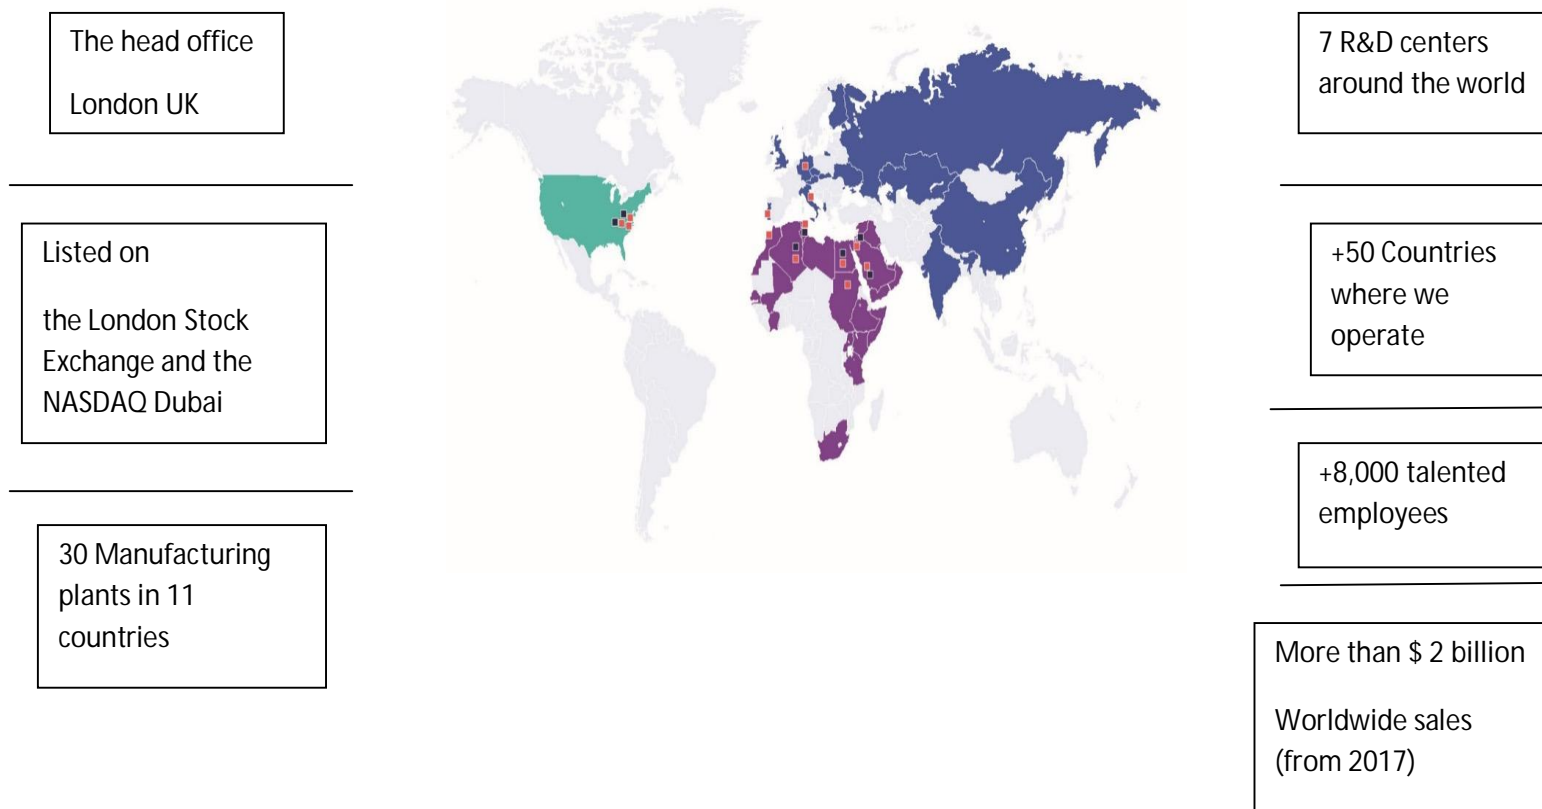 The head office
London UK
Listed on
the London Stock
Exchange and the
NASDAQ Dubai
30 Manufacturing
plants in 11
countries
7 R&D centers
around the world
+50 Countries
where we
operate
+8,000 talented
employees
More than $ 2 billion
Worldwide sales
(from 2017)